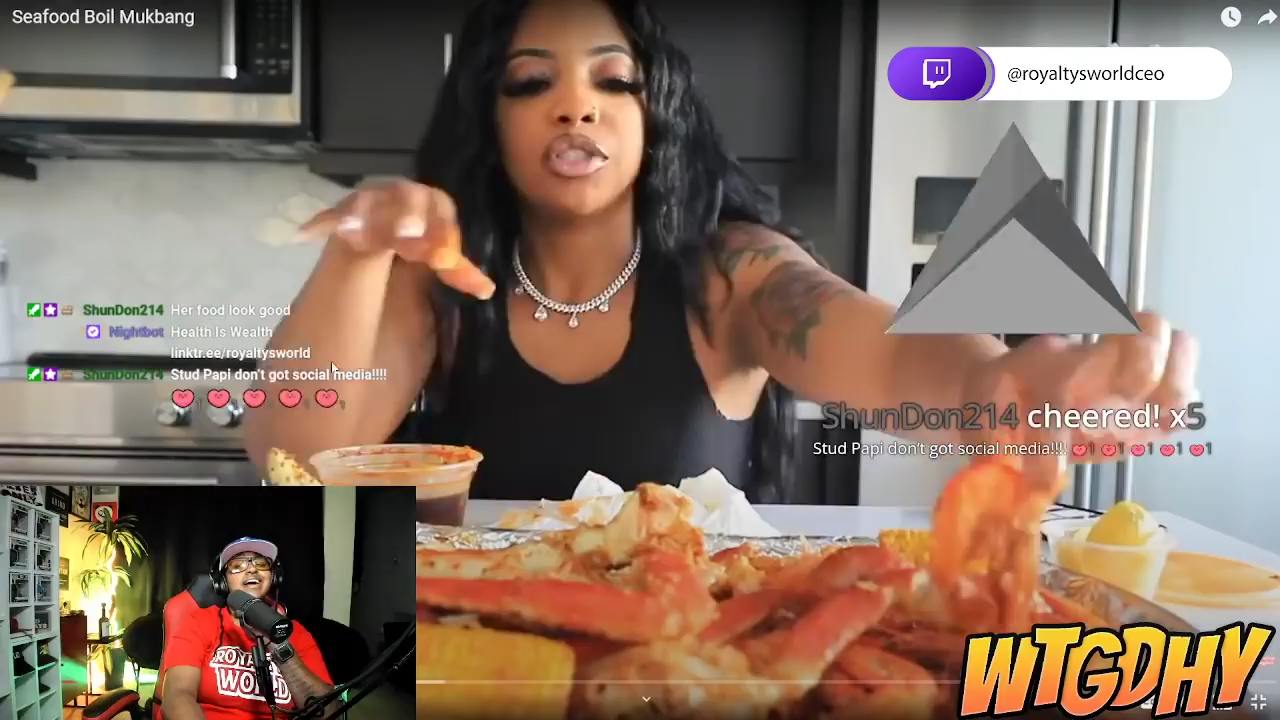 Seafood Boil Mukbang
@royaltysworldceo
ShunDon214 Her food look good
Nightbot Health Is Wealth
linktr.ee/royaltysworld
ShunDon214 Stud Papi don't got social media!!!!
ShunDon214 cheered! x5
Stud Papi don't got social media!!!! 1 1 1 1 1
ROYALTY
WORLD
WTGDHY